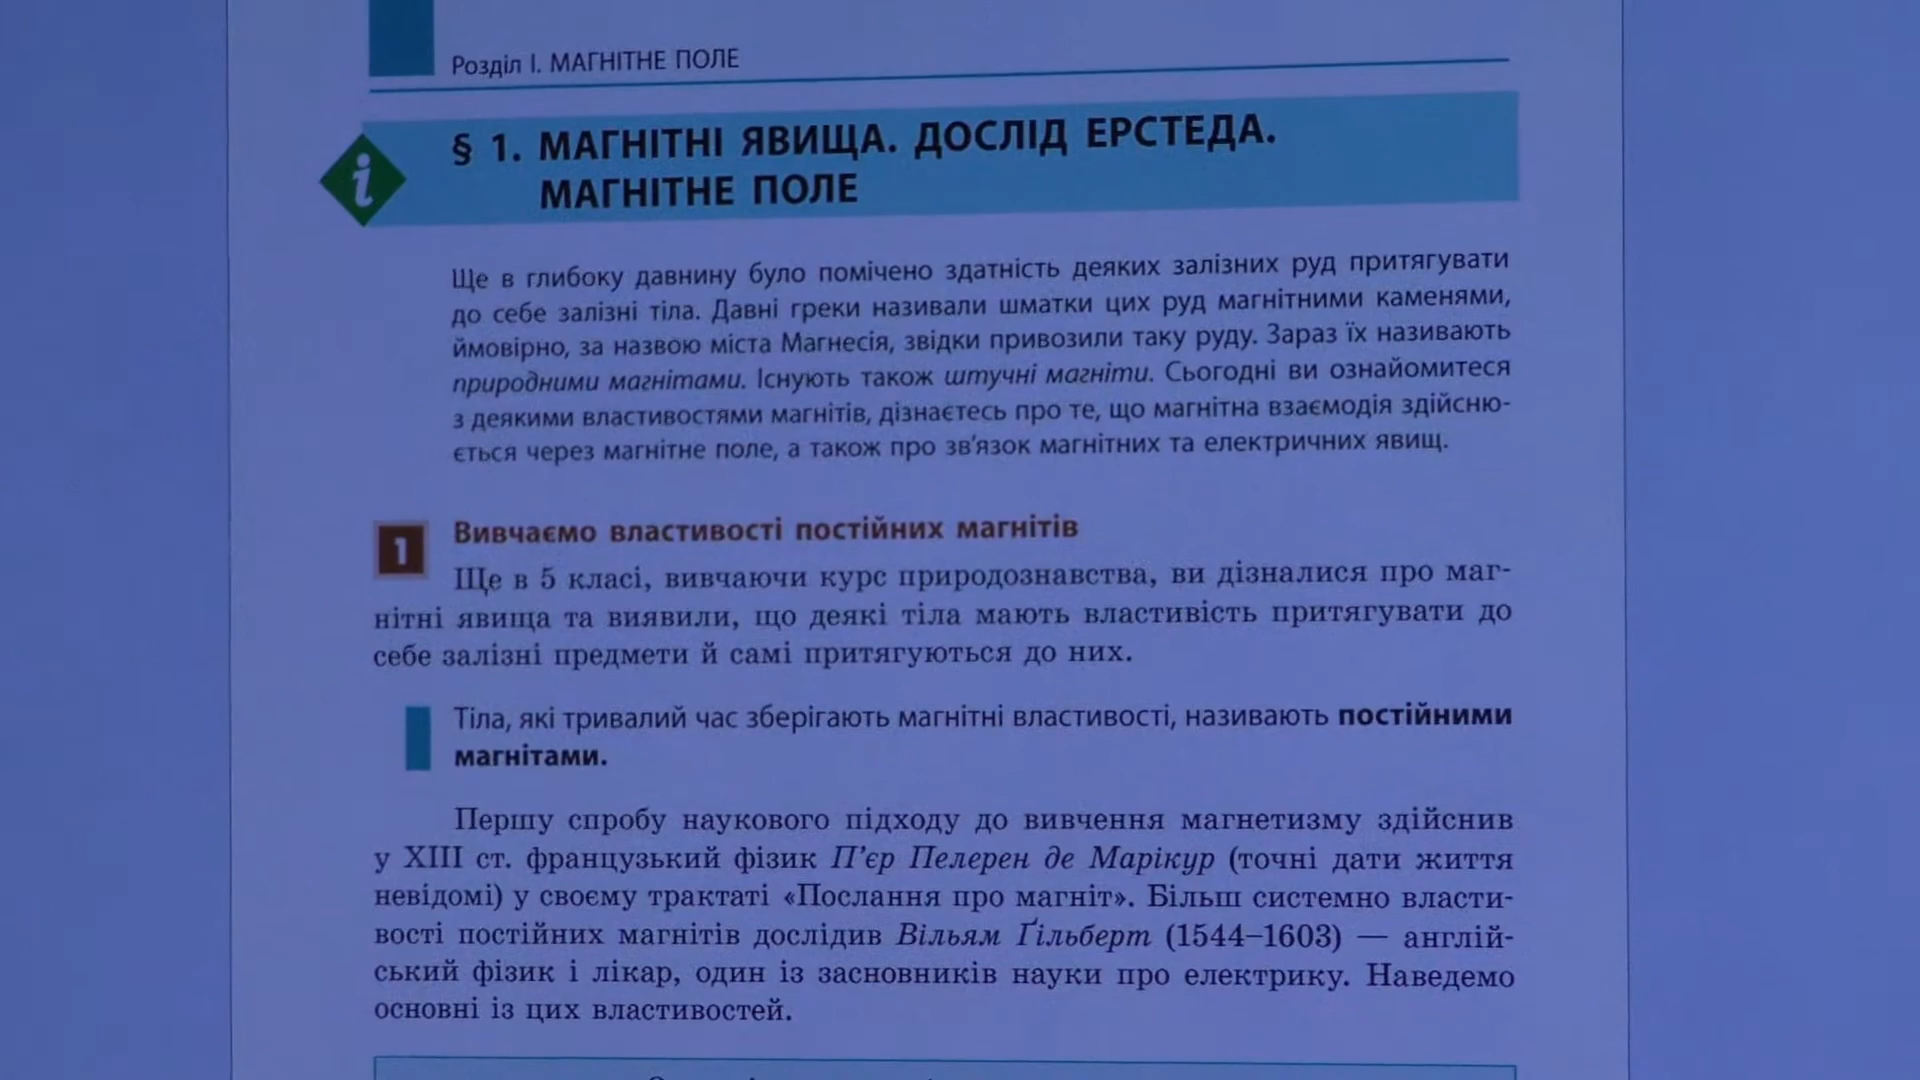 Розділ І. МАГНІТНЕ ПОЛЕ
§ 1. МАГНІТНІ ЯВИЩА. ДОСЛІД ЕРСТЕДА.
МАГНІТНЕ ПОЛЕ
i
Ще в глибоку давнину було помічено здатність деяких залізних руд притягувати
до себе залізні тіла. Давні греки називали шматки цих руд магнітними каменями,
ймовірно, за назвою міста Магнесія, звідки привозили таку руду. Зараз їх називають
природними магнітами. Існують також штучні магніти. Сьогодні ви ознайомитеся
з деякими властивостями магнітів, дізнаєтесь про те, що магнітна взаємодія здійсню-
ється через магнітне поле, а також про зв’язок магнітних та електричних явищ.
1 Вивчаємо властивості постійних магнітів
Ще в 5 класі, вивчаючи курс природознавства, ви дізналися про маг-
нітні явища та виявили, що деякі тіла мають властивість притягувати до
себе залізні предмети й самі притягуються до них.
Тіла, які тривалий час зберігають магнітні властивості, називають постійними
магнітами.
Першу спробу наукового підходу до вивчення магнетизму здійснив
у XIII ст. французький фізик П’єр Пелерен де Марікур (точні дати життя
невідомі) у своєму трактаті «Послання про магніт». Більш системно власти-
вості постійних магнітів дослідив Вільям Ґільберт (1544–1603) — англій-
ський фізик і лікар, один із засновників науки про електрику. Наведемо
основні із цих властивостей.